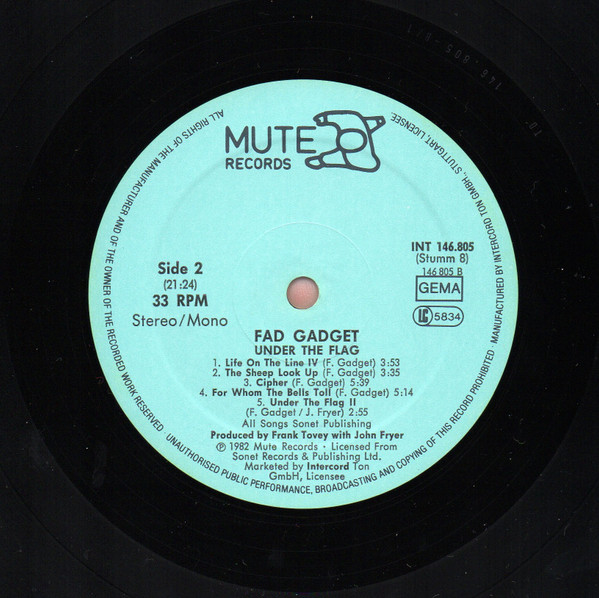 MUTE
RECORDS
INT 146.805
(Stumm 8)
146 805 B
GEMA
LC 5834
Side 2
(21:24)
33 RPM
Stereo/Mono
FAD GADGET
UNDER THE FLAG
1. Life On The Line IV (F. Gadget) 3:53
2. The Sheep Look Up (F. Gadget) 3:35
3. Cipher (F. Gadget) 5:39
4. For Whom The Bells Toll (F. Gadget) 5:14
5. Under The Flag II
(F. Gadget / J. Fryer) 2:55
All Songs Sonet Publishing
Produced by Frank Tovey with John Fryer
℗ 1982 Mute Records · Licensed From
Sonet Records & Publishing Ltd.
Marketed by Intercord Ton
GmbH, Licensee
ALL RIGHTS OF THE MANUFACTURER AND OF THE OWNER OF THE RECORDED WORK RESERVED · UNAUTHORISED PUBLIC PERFORMANCE, BROADCASTING AND COPYING OF THIS RECORD PROHIBITED · MANUFACTURED BY INTERCORD TON GMBH., STUTTGART, LICENSEE